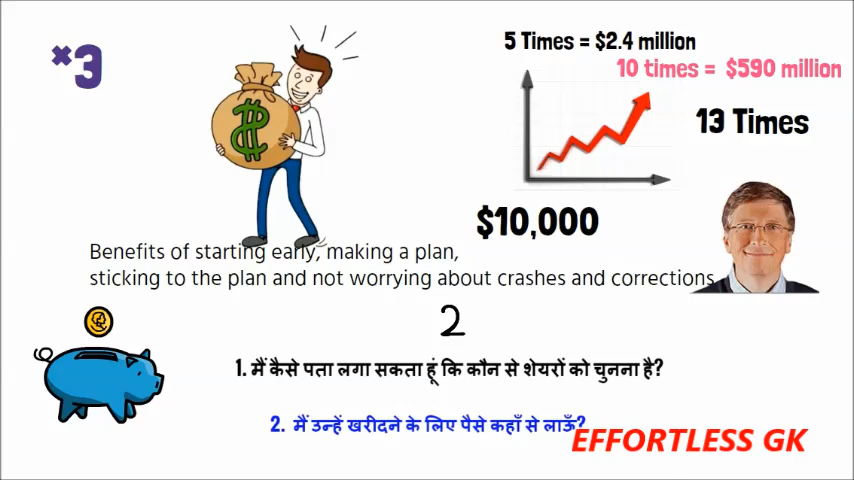 ×3
5 Times = $2.4 million
10 times = $590 million
13 Times
$10,000
Benefits of starting early, making a plan,
sticking to the plan and not worrying about crashes and corrections
2
1. मैं कैसे पता लगा सकता हूं कि कौन से शेयरों को चुनना है?
2. मैं उन्हें खरीदने के लिए पैसे कहाँ से लाऊँ?
EFFORTLESS GK